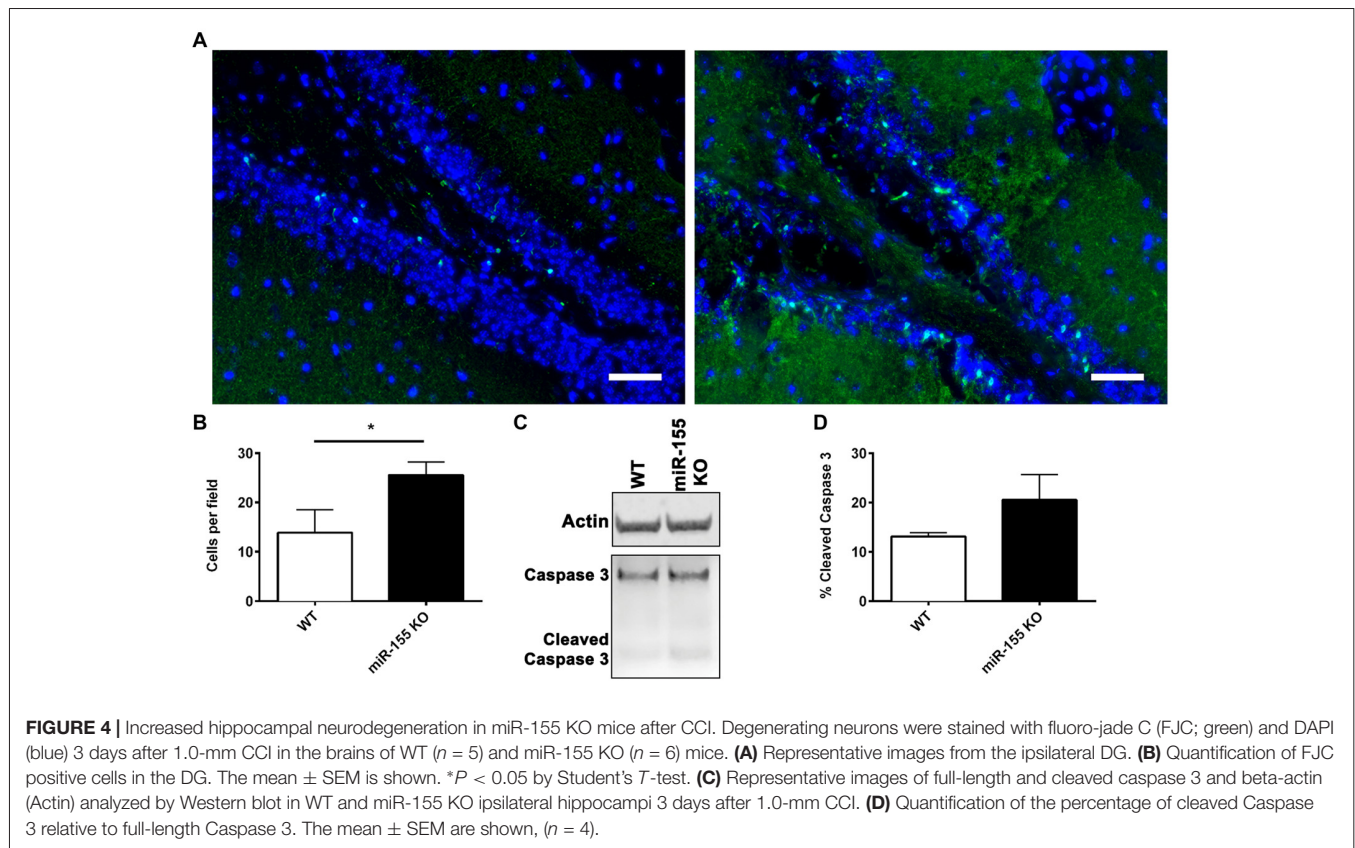 A
B
*
Cells per field
30
20
10
0
WT
miR-155 KO
C
WT
miR-155
KO
Actin
Caspase 3
Cleaved
Caspase 3
D
% Cleaved Caspase 3
30
20
10
0
WT
miR-155 KO
FIGURE 4 | Increased hippocampal neurodegeneration in miR-155 KO mice after CCI. Degenerating neurons were stained with fluoro-jade C (FJC; green) and DAPI
(blue) 3 days after 1.0-mm CCI in the brains of WT (n = 5) and miR-155 KO (n = 6) mice. (A) Representative images from the ipsilateral DG. (B) Quantification of FJC
positive cells in the DG. The mean ± SEM is shown. *P < 0.05 by Student's T-test. (C) Representative images of full-length and cleaved caspase 3 and beta-actin
(Actin) analyzed by Western blot in WT and miR-155 KO ipsilateral hippocampi 3 days after 1.0-mm CCI. (D) Quantification of the percentage of cleaved Caspase
3 relative to full-length Caspase 3. The mean ± SEM are shown, (n = 4).